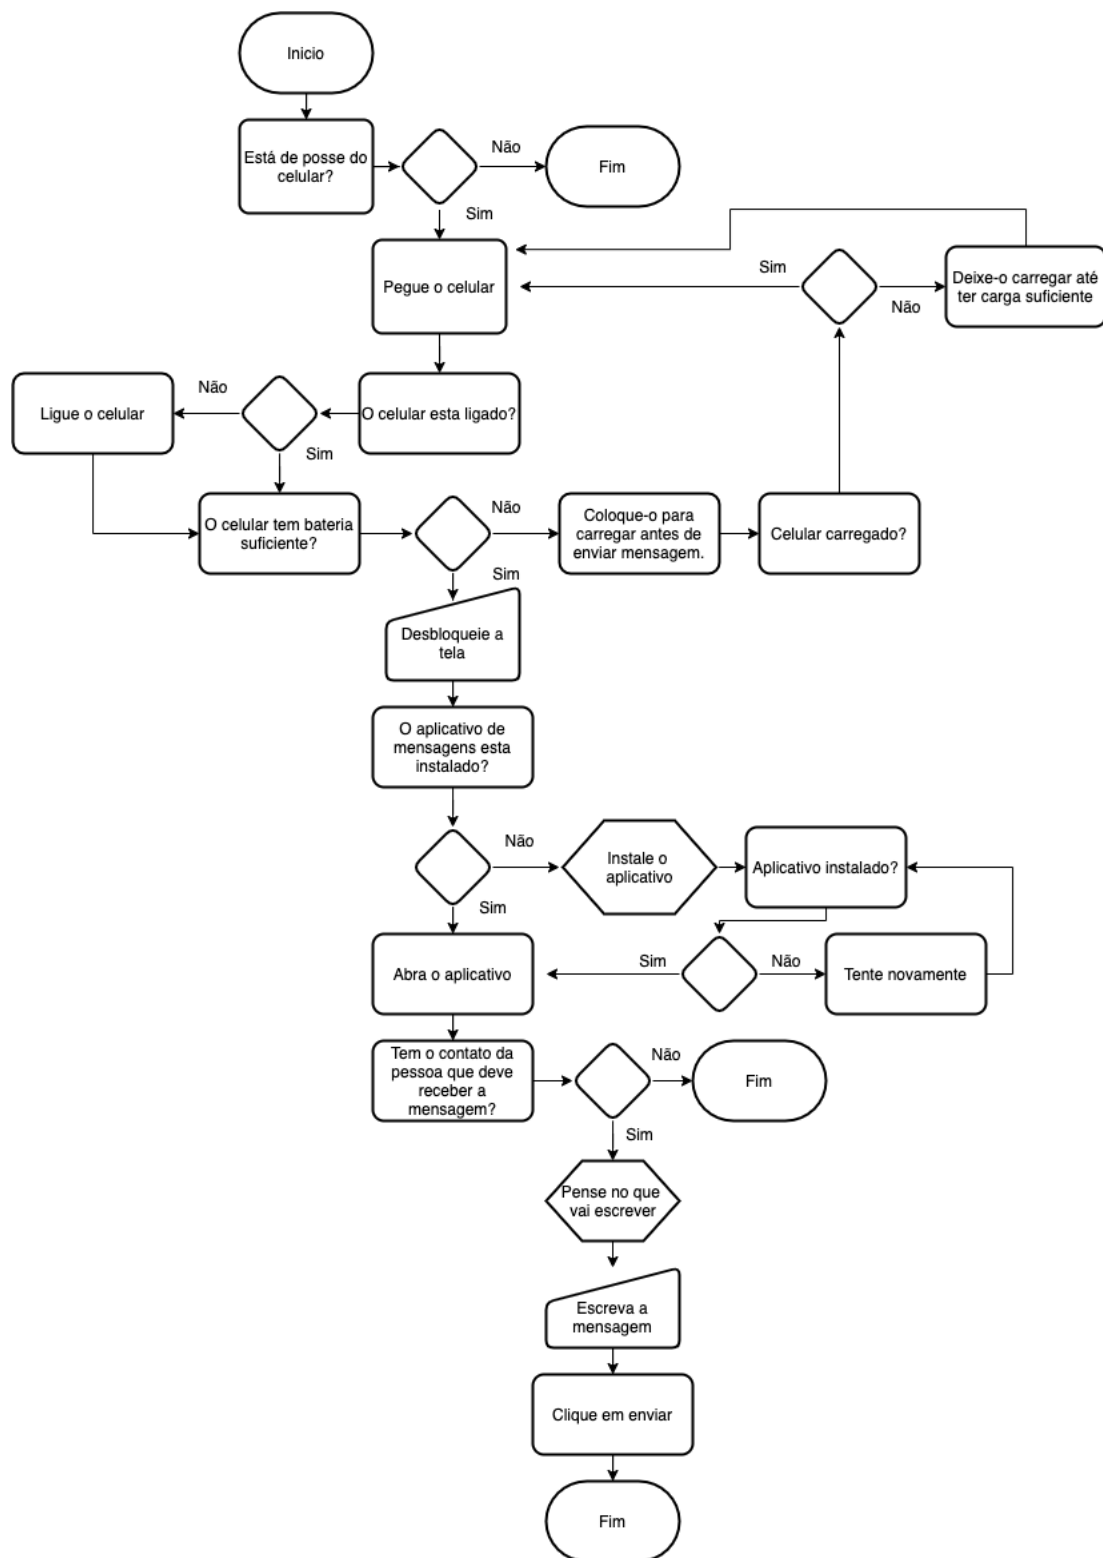 Inicio
Está de posse do
celular?
Não
Fim
Sim
Pegue o celular
Sim
Não
Deixe-o carregar até
ter carga suficiente
O celular esta ligado?
Não
Ligue o celular
Sim
O celular tem bateria
suficiente?
Não
Coloque-o para
carregar antes de
enviar mensagem.
Celular carregado?
Sim
Desbloqueie a
tela
O aplicativo de
mensagens esta
instalado?
Não
Instale o
aplicativo
Aplicativo instalado?
Sim
Abra o aplicativo
Sim
Não
Tente novamente
Tem o contato da
pessoa que deve
receber a
mensagem?
Não
Fim
Sim
Pense no que
vai escrever
Escreva a
mensagem
Clique em enviar
Fim